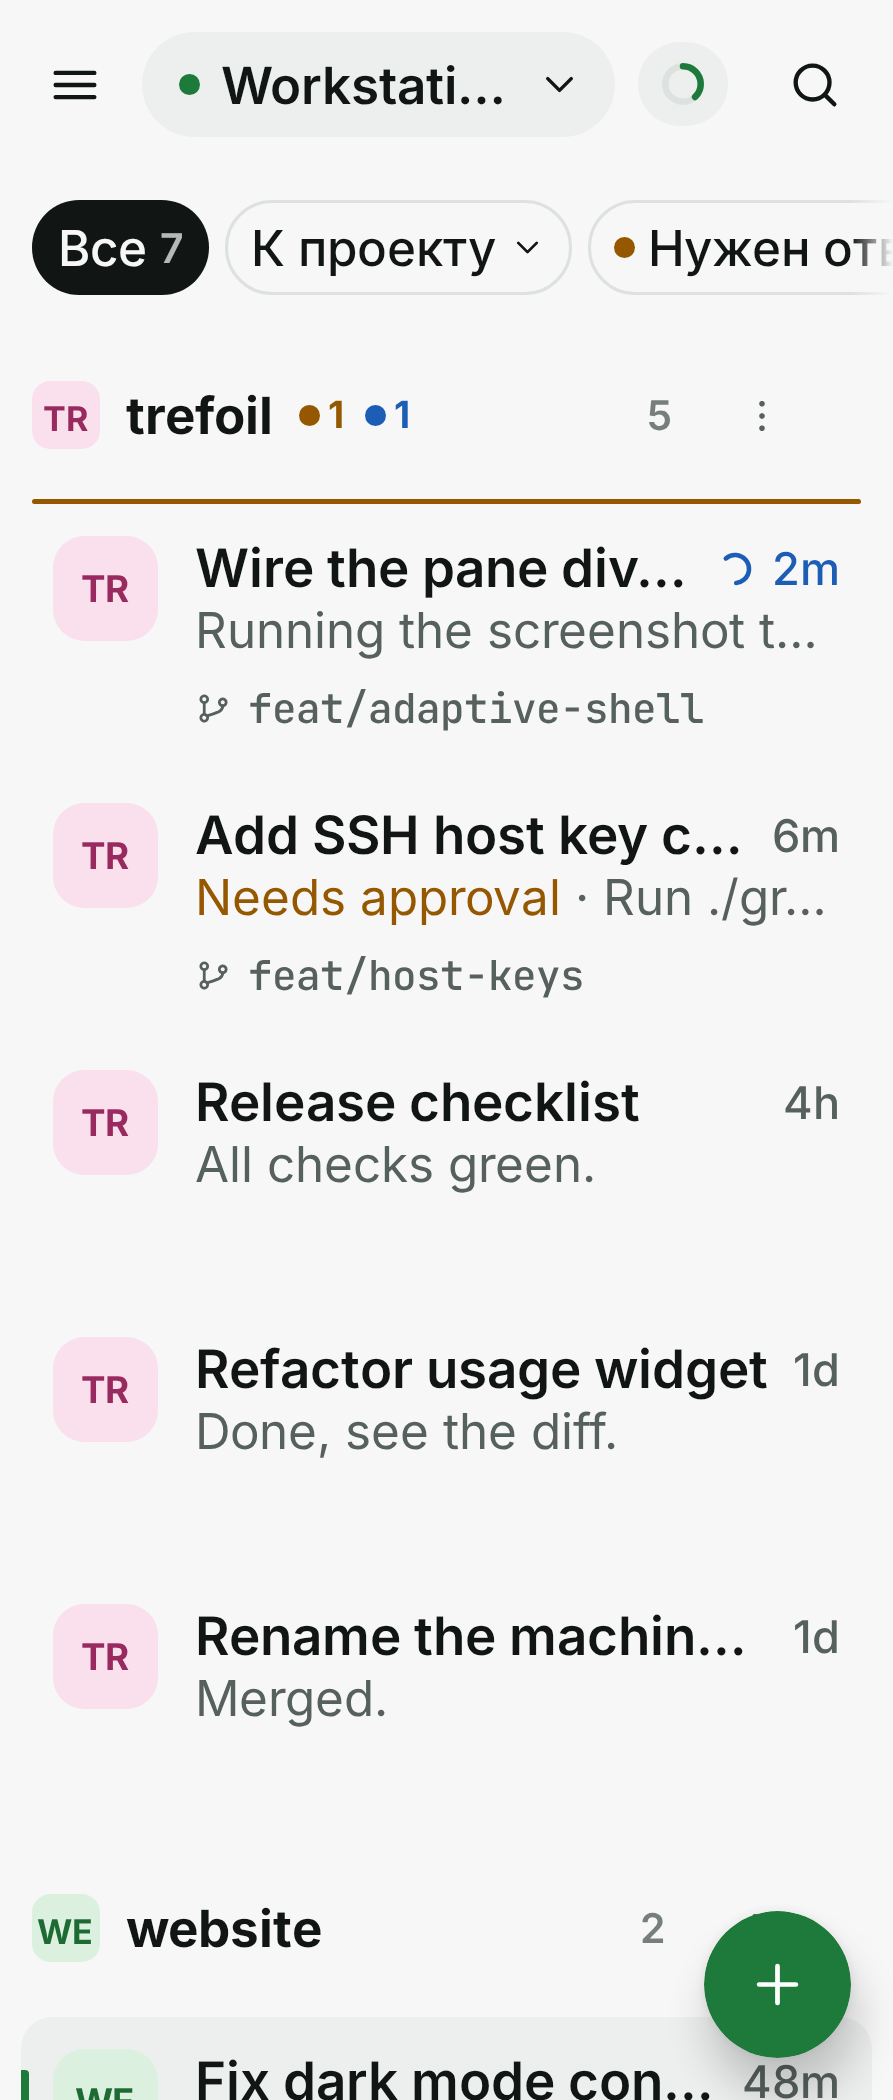 Workstati...
Все 7
К проекту
Нужен отв
TR trefoil 1 1 5
TR Wire the pane div... 2m
Running the screenshot t...
feat/adaptive-shell
TR Add SSH host key c... 6m
Needs approval · Run ./gr...
feat/host-keys
TR Release checklist 4h
All checks green.
TR Refactor usage widget 1d
Done, see the diff.
TR Rename the machin... 1d
Merged.
WE website 2
WE Fix dark mode con... 48m